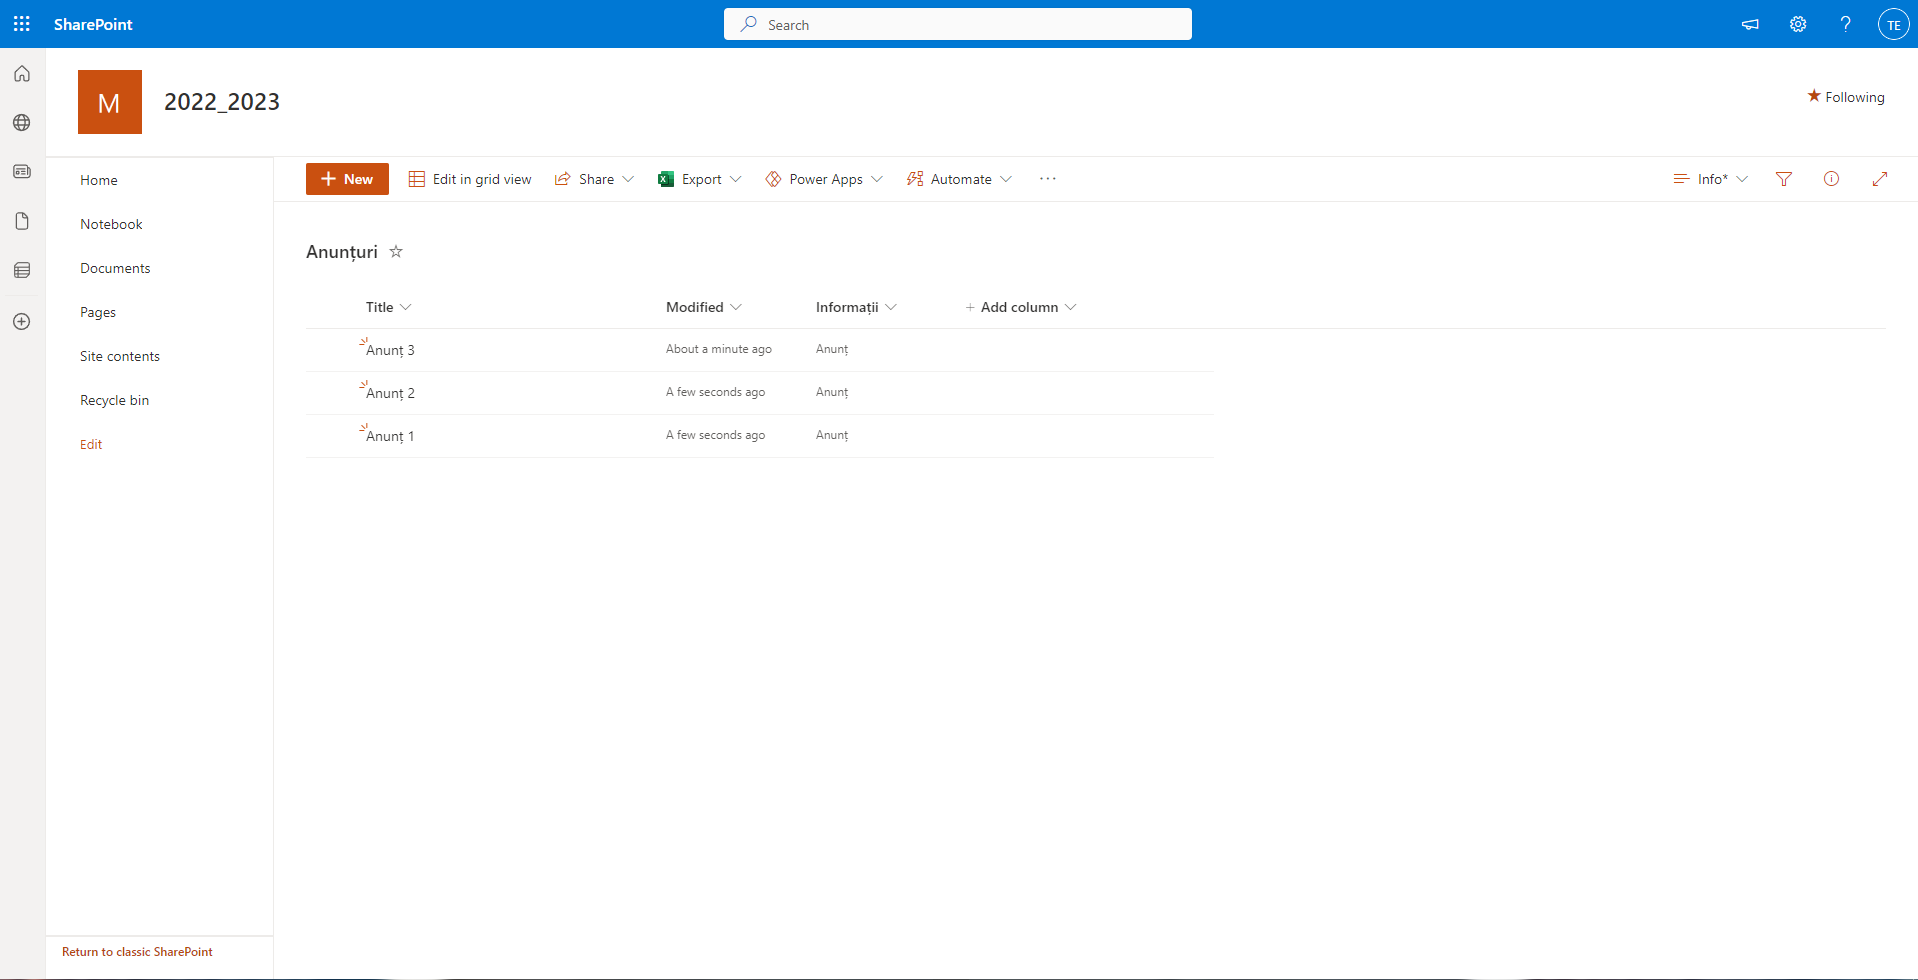 SharePoint
Search
TE
M
2022_2023
Following
Home
Notebook
Documents
Pages
Site contents
Recycle bin
Edit
New
Edit in grid view
Share
Export
Power Apps
Automate
Info*
Anunțuri
Title Modified Informații + Add column
Anunț 3 About a minute ago Anunț
Anunț 2 A few seconds ago Anunț
Anunț 1 A few seconds ago Anunț
Return to classic SharePoint